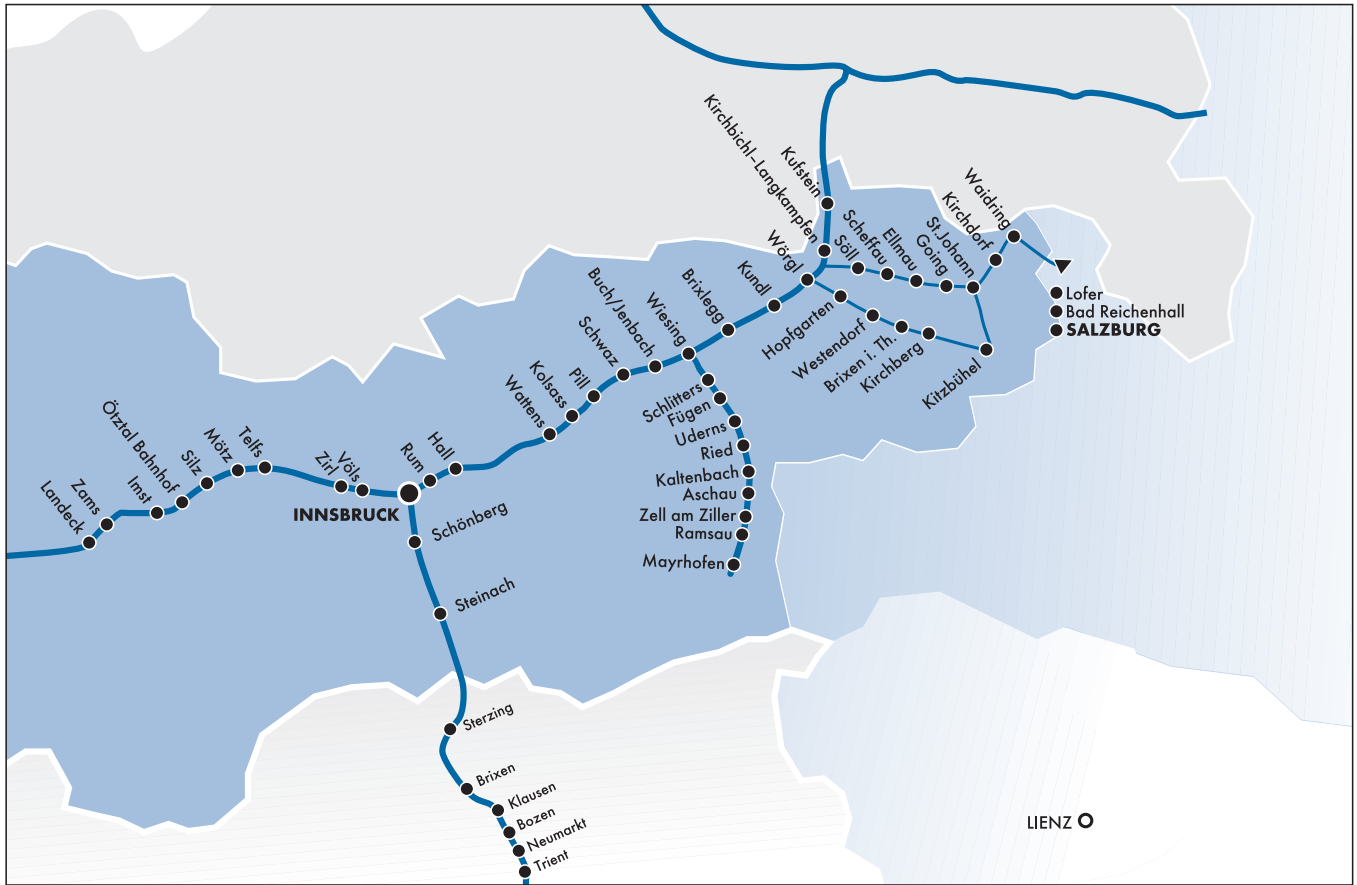 Kirchbichl-Langkampfen
Kufstein
Waidring
Kirchdorf
St.Johann
Going
Ellmau
Scheffau
Söll
Wörgl
Kundl
Brixlegg
Wiesing
Buch/Jenbach
Schwaz
Pill
Kolsass
Wattens
Hall
Rum
INNSBRUCK
Völs
Zirl
Telfs
Mötz
Silz
Ötztal Bahnhof
Imst
Zams
Landeck
Lofer
Bad Reichenhall
SALZBURG
Hopfgarten
Westendorf
Brixen i. Th.
Kirchberg
Kitzbühel
Schlitters
Fügen
Uderns
Ried
Kaltenbach
Aschau
Zell am Ziller
Ramsau
Mayrhofen
Schönberg
Steinach
Sterzing
Brixen
Klausen
Bozen
Neumarkt
Trient
LIENZ